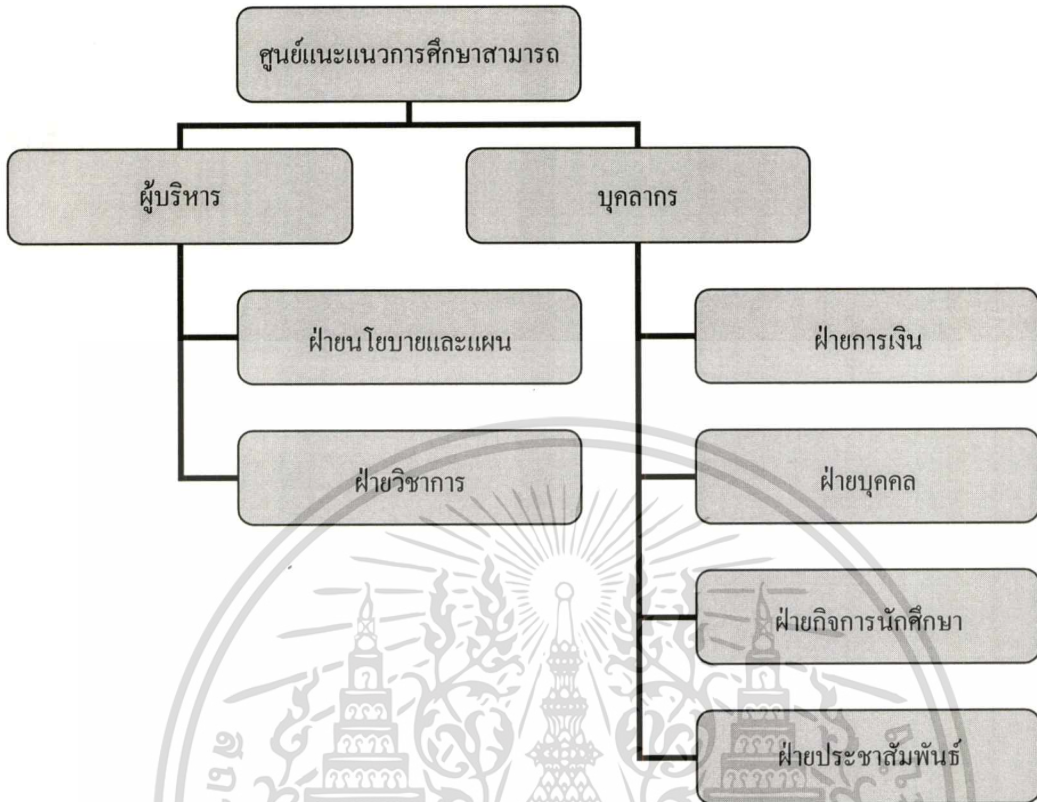 ศูนย์แนะแนวการศึกษาสามารถ
ผู้บริหาร
บุคลากร
ฝ่ายนโยบายและแผน
ฝ่ายการเงิน
ฝ่ายวิชาการ
ฝ่ายบุคคล
ฝ่ายกิจการนักศึกษา
ฝ่ายประชาสัมพันธ์